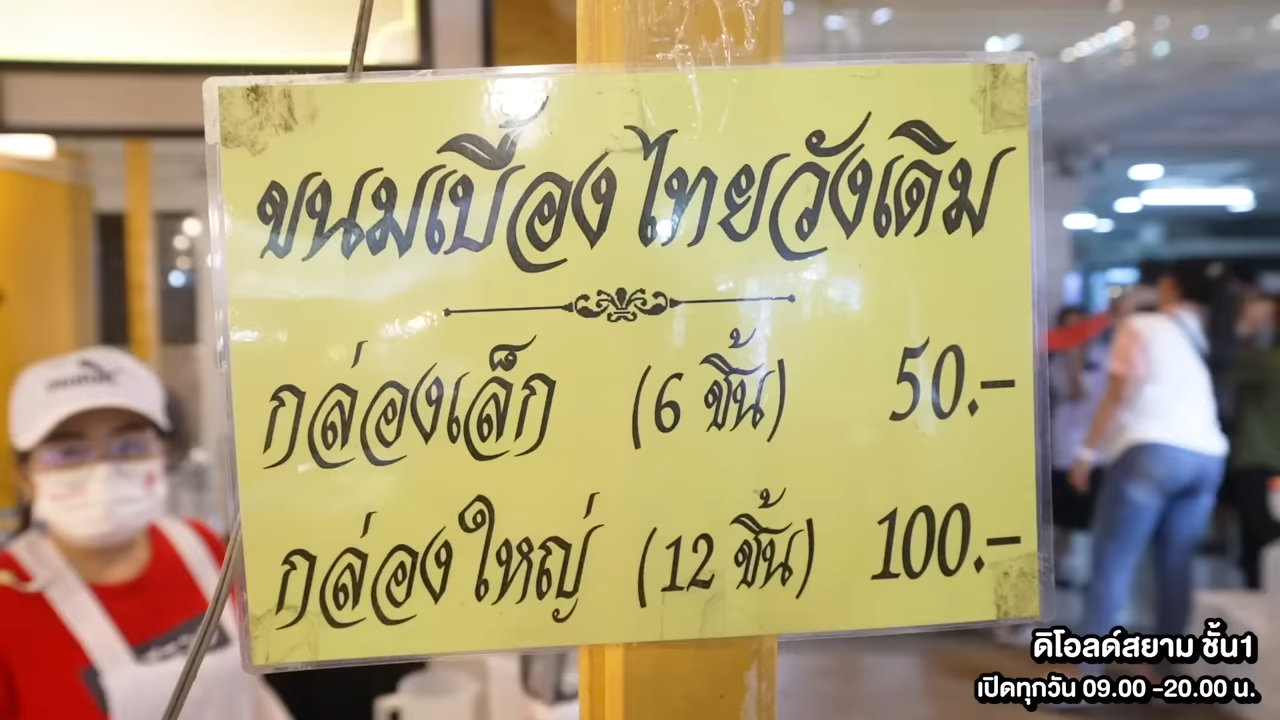 ขนมเบื้องไทยวังเดิม
กล่องเล็ก (6 ชิ้น) 50.-
กล่องใหญ่ (12 ชิ้น) 100.-
ดิโอลด์สยาม ชั้น1
เปิดทุกวัน 09.00 -20.00 น.